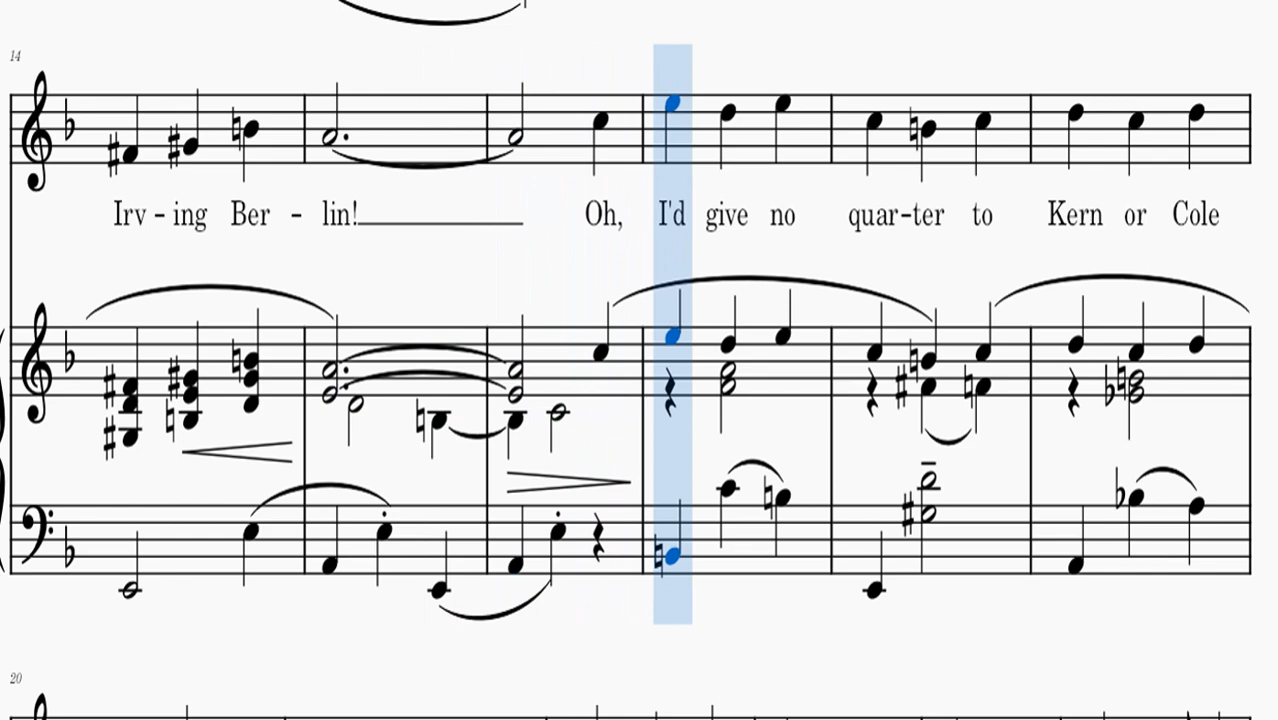 14
Irv - ing Ber - lin! Oh, I'd give no quar-ter to Kern or Cole
20